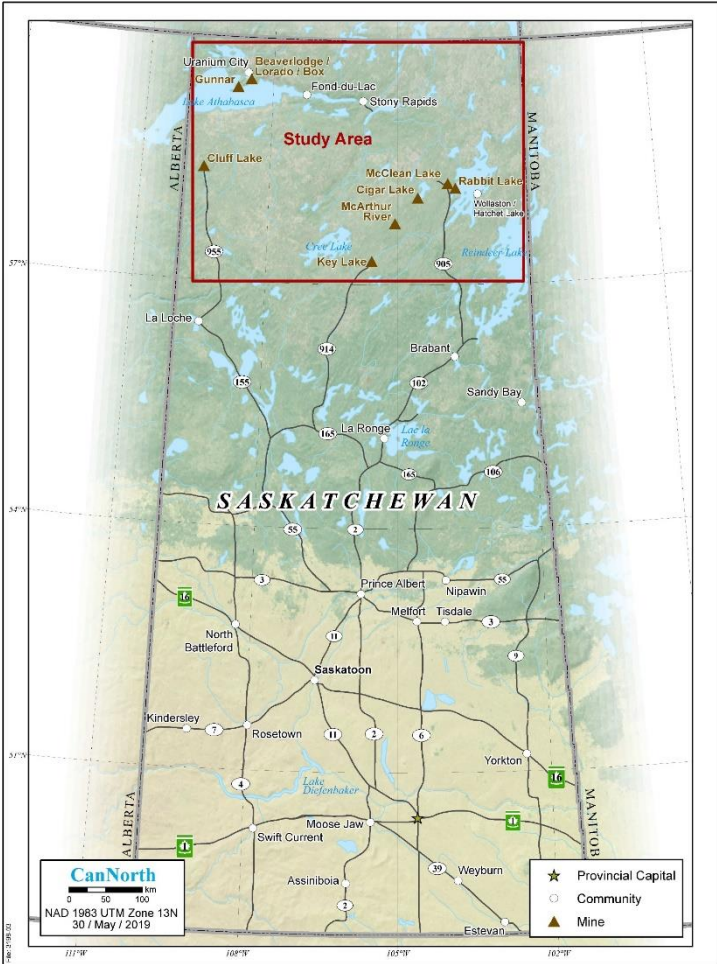 Uranium City
Beaverlodge /
Lorado / Box
Gunnar
Fond-du-Lac
Lake Athabasca
Stony Rapids
ALBERTA
MANITOBA
Study Area
Cluff Lake
McClean Lake
Rabbit Lake
Cigar Lake
Wollaston /
Hatchet Lake
McArthur
River
955
Cree Lake
Reindeer Lake
57°N
Key Lake
905
La Loche
914
Brabant
155
102
Sandy Bay
La Ronge
Lac la
Ronge
165
165
106
SASKATCHEWAN
54°N
55
2
3
Prince Albert
55
Nipawin
16
Melfort
Tisdale
3
North
Battleford
11
9
Saskatoon
Kindersley
7
Rosetown
11
2
6
Yorkton
16
4
Lake
Diefenbaker
ALBERTA
MANITOB
Moose Jaw
1
Swift Current
1
39
Weyburn
Assiniboia
2
Estevan
CanNorth
0 50 100
km
NAD 1983 UTM Zone 13N
30 / May / 2019
Provincial Capital
Community
Mine
111°W
108°W
105°W
102°W